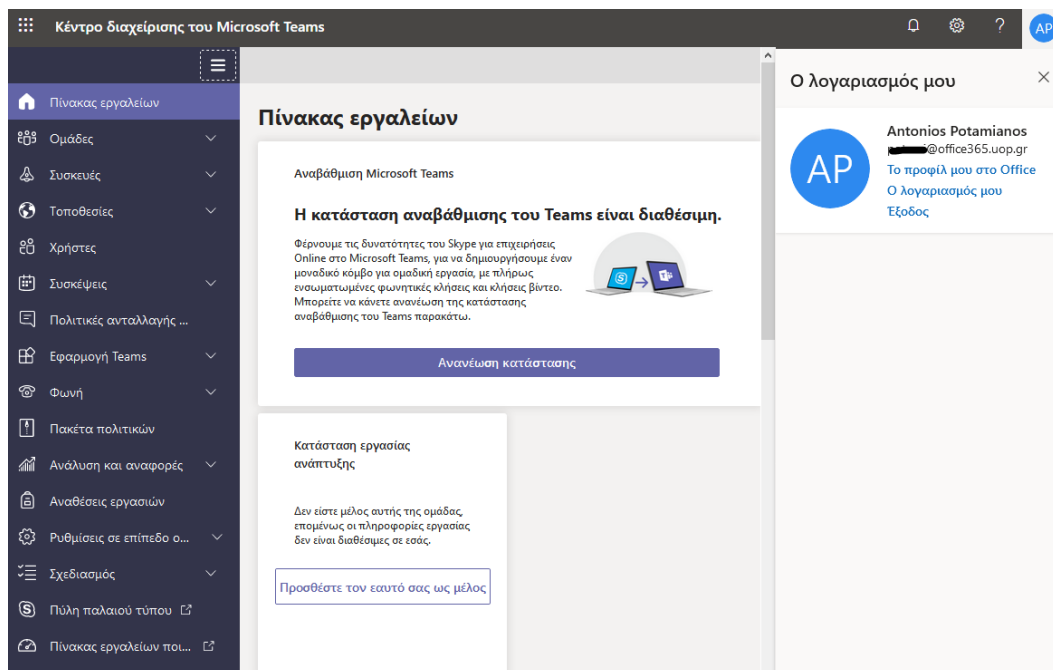 Κέντρο διαχείρισης του Microsoft Teams
?
AP
Πίνακας εργαλείων
Ομάδες
Συσκευές
Τοποθεσίες
Χρήστες
Συσκέψεις
Πολιτικές ανταλλαγής ...
Εφαρμογή Teams
Φωνή
Πακέτα πολιτικών
Ανάλυση και αναφορές
Αναθέσεις εργασιών
Ρυθμίσεις σε επίπεδο ο...
Σχεδιασμός
Πύλη παλαιού τύπου
Πίνακας εργαλείων ποι...
Πίνακας εργαλείων
Αναβάθμιση Microsoft Teams
Η κατάσταση αναβάθμισης του Teams είναι διαθέσιμη.
Φέρνουμε τις δυνατότητες του Skype για επιχειρήσεις
Online στο Microsoft Teams, για να δημιουργήσουμε έναν
μοναδικό κόμβο για ομαδική εργασία, με πλήρως
ενσωματωμένες φωνητικές κλήσεις και κλήσεις βίντεο.
Μπορείτε να κάνετε ανανέωση της κατάστασης
αναβάθμισης του Teams παρακάτω.
Ανανέωση κατάστασης
Κατάσταση εργασίας
ανάπτυξης
Δεν είστε μέλος αυτής της ομάδας,
επομένως οι πληροφορίες εργασίας
δεν είναι διαθέσιμες σε εσάς.
Προσθέστε τον εαυτό σας ως μέλος
Ο λογαριασμός μου
AP
Antonios Potamianos
@office365.uop.gr
Το προφίλ μου στο Office
Ο λογαριασμός μου
Έξοδος